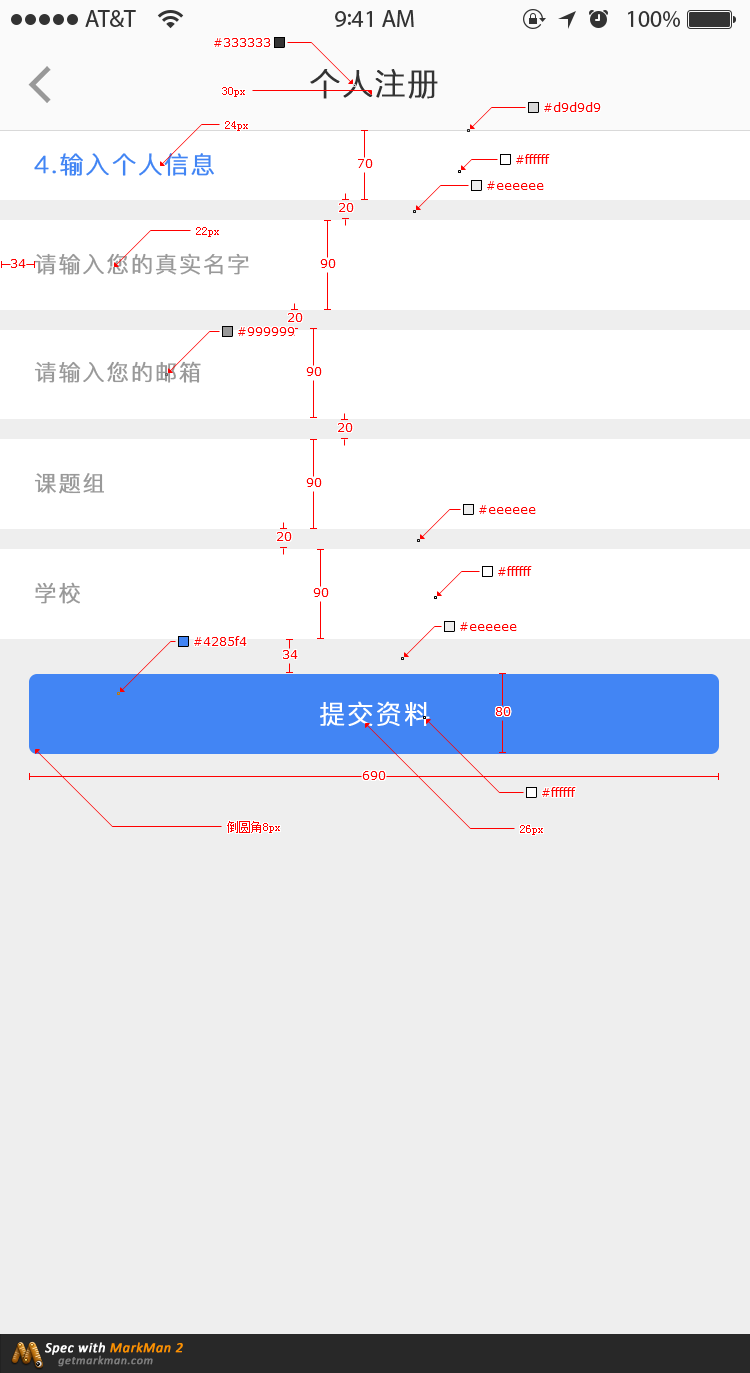 ●●●●● AT&T 9:41 AM 100%
#333333
个人注册
30px
#d9d9d9
24px
4.输入个人信息
70
#ffffff
#eeeeee
20
22px
34
请输入您的真实名字
90
20
#999999
请输入您的邮箱
90
20
课题组
90
#eeeeee
20
#ffffff
学校
90
#eeeeee
#4285f4
34
提交资料
80
690
#ffffff
倒圆角8px
26px
Spec with MarkMan 2
getmarkman.com